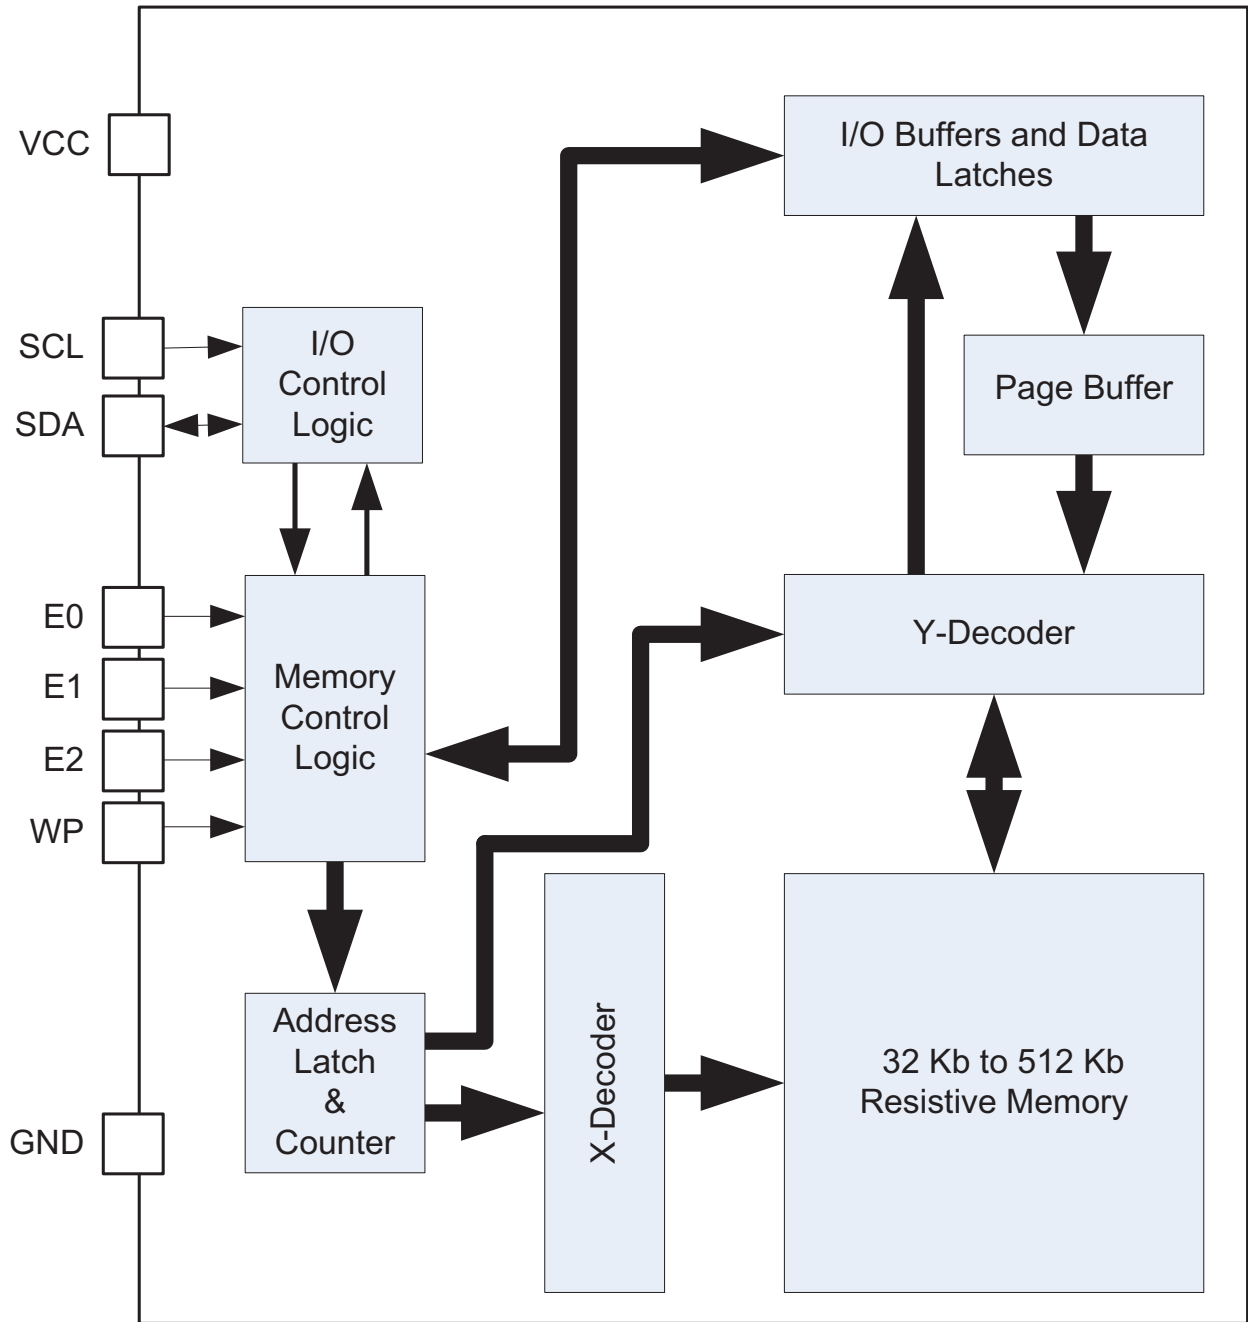 VCC
I/O Buffers and Data
Latches
SCL
SDA
I/O
Control
Logic
Page Buffer
E0
E1
E2
WP
Memory
Control
Logic
Y-Decoder
Address
Latch
&
Counter
X-Decoder
32 Kb to 512 Kb
Resistive Memory
GND